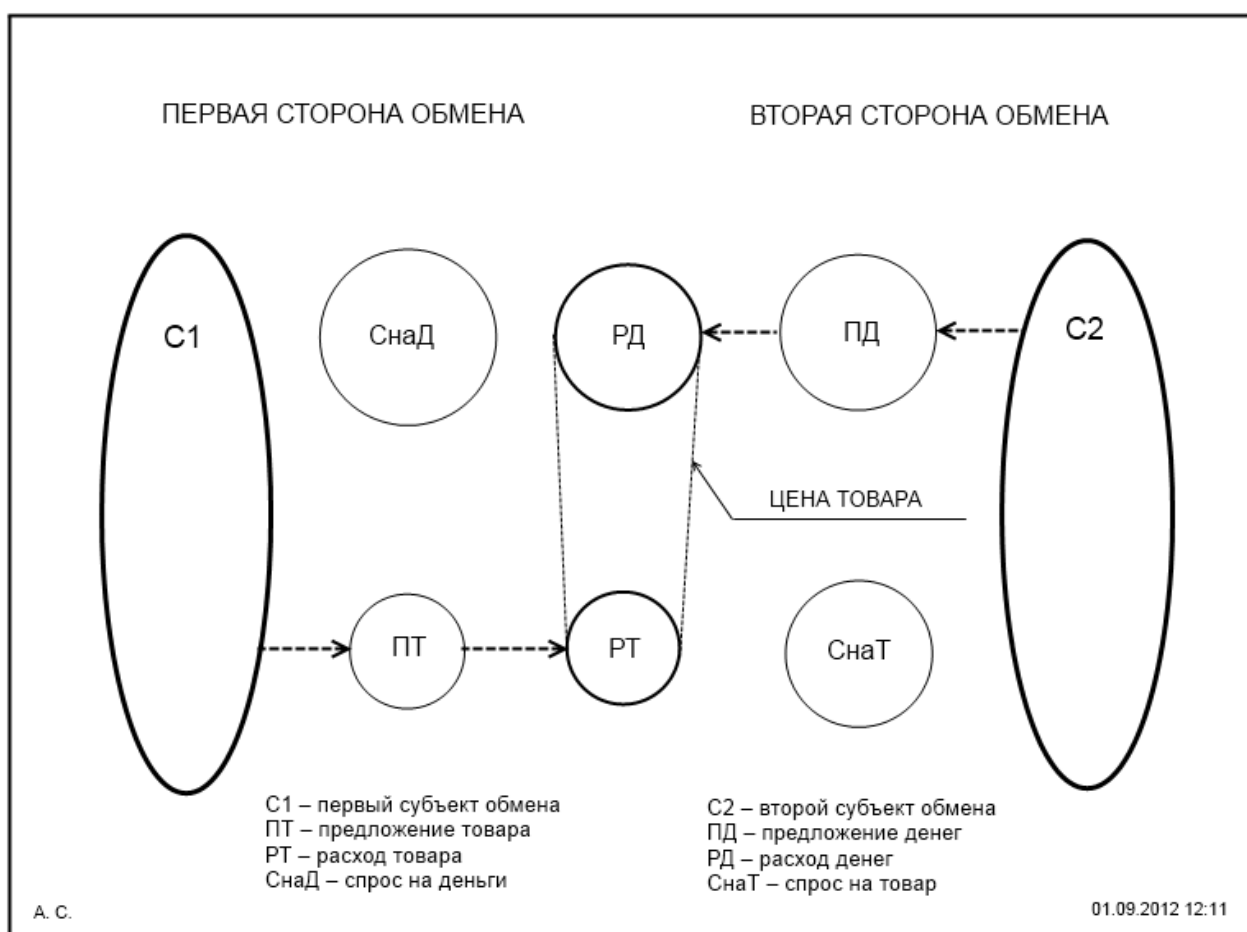 ПЕРВАЯ СТОРОНА ОБМЕНА
ВТОРАЯ СТОРОНА ОБМЕНА
С1
СнаД
РД
ПД
С2
ЦЕНА ТОВАРА
ПТ
РТ
СнаТ
С1 – первый субъект обмена
ПТ – предложение товара
РТ – расход товара
СнаД – спрос на деньги
С2 – второй субъект обмена
ПД – предложение денег
РД – расход денег
СнаТ – спрос на товар
А. С.
01.09.2012 12:11